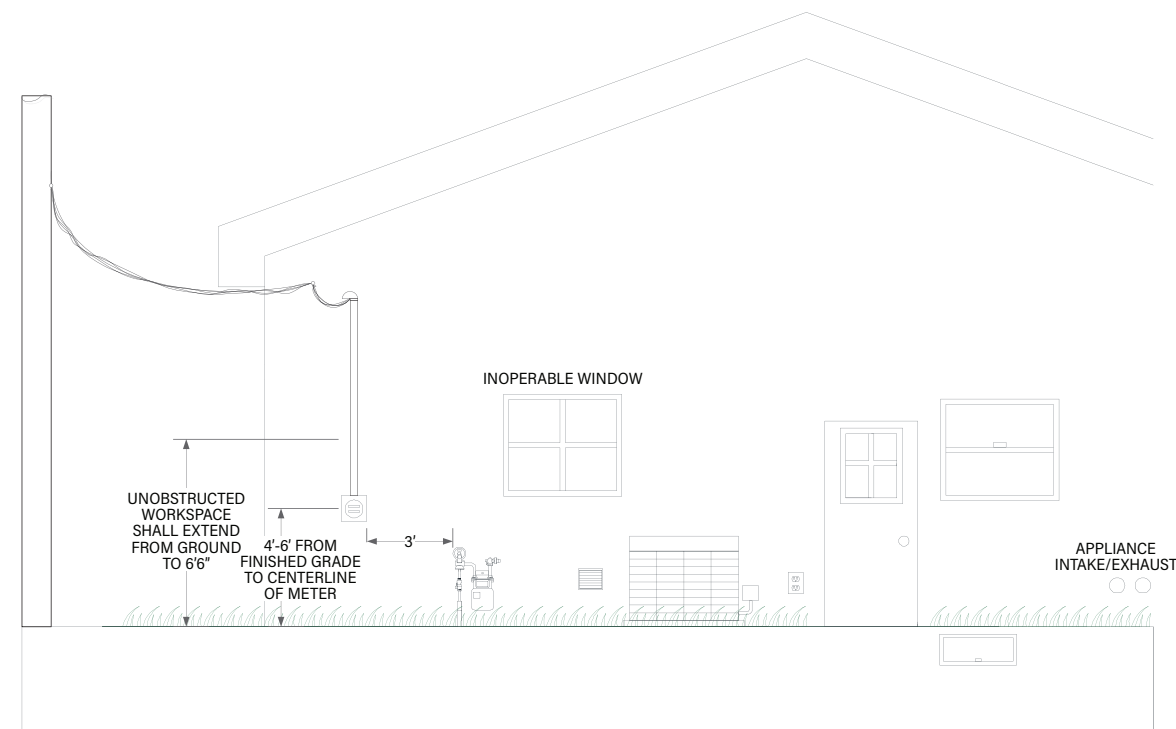 INOPERABLE WINDOW
UNOBSTRUCTED
WORKSPACE
SHALL EXTEND
FROM GROUND
TO 6'6"
4'-6' FROM
FINISHED GRADE
TO CENTERLINE
OF METER
3'
APPLIANCE
INTAKE/EXHAUST